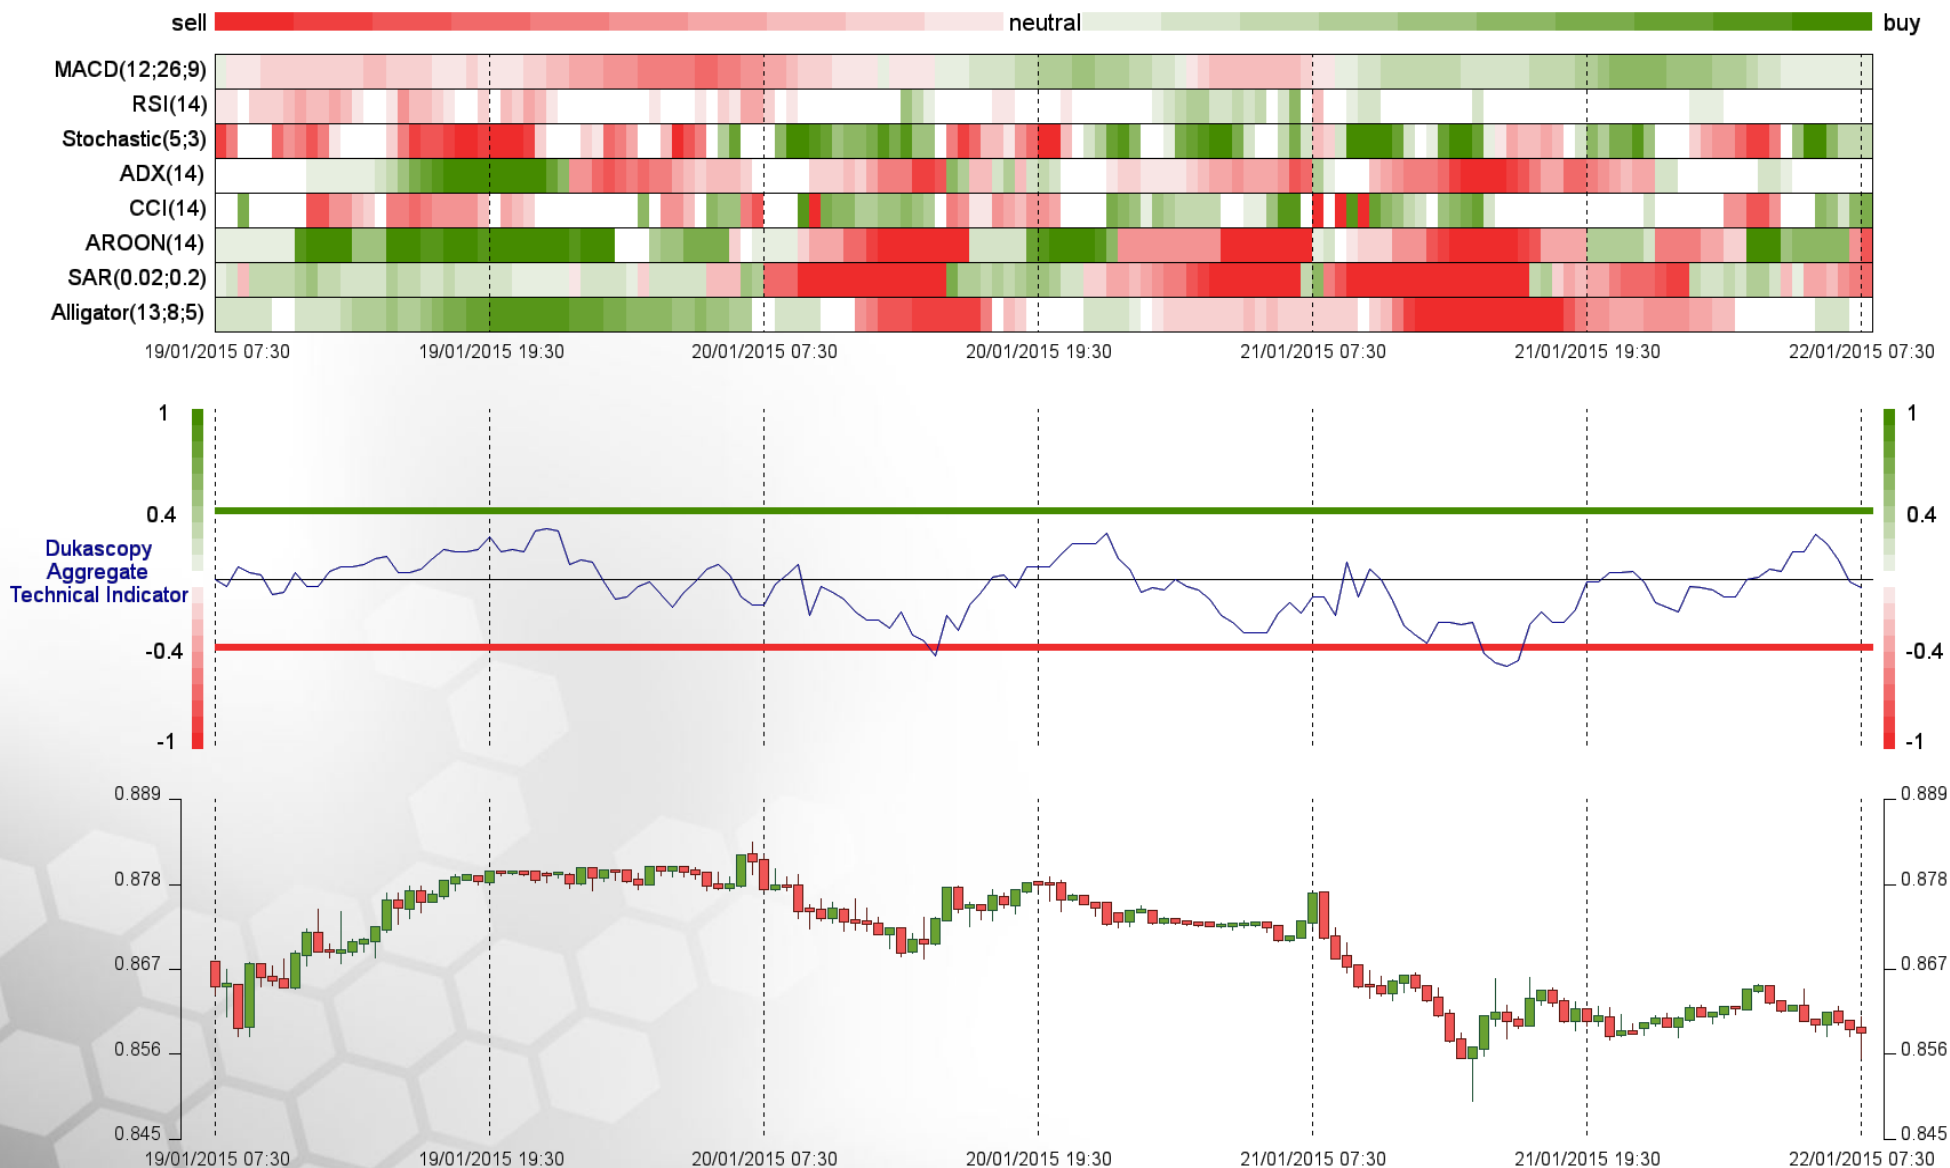 sell neutral buy
MACD(12;26;9)
RSI(14)
Stochastic(5;3)
ADX(14)
CCI(14)
AROON(14)
SAR(0.02;0.2)
Alligator(13;8;5)
19/01/2015 07:30 19/01/2015 19:30 20/01/2015 07:30 20/01/2015 19:30 21/01/2015 07:30 21/01/2015 19:30 22/01/2015 07:30
1 1
0.4 0.4
Dukascopy
Aggregate
Technical Indicator
-0.4 -0.4
-1 -1
0.889 0.889
0.878 0.878
0.867 0.867
0.856 0.856
0.845 0.845
19/01/2015 07:30 19/01/2015 19:30 20/01/2015 07:30 20/01/2015 19:30 21/01/2015 07:30 21/01/2015 19:30 22/01/2015 07:30